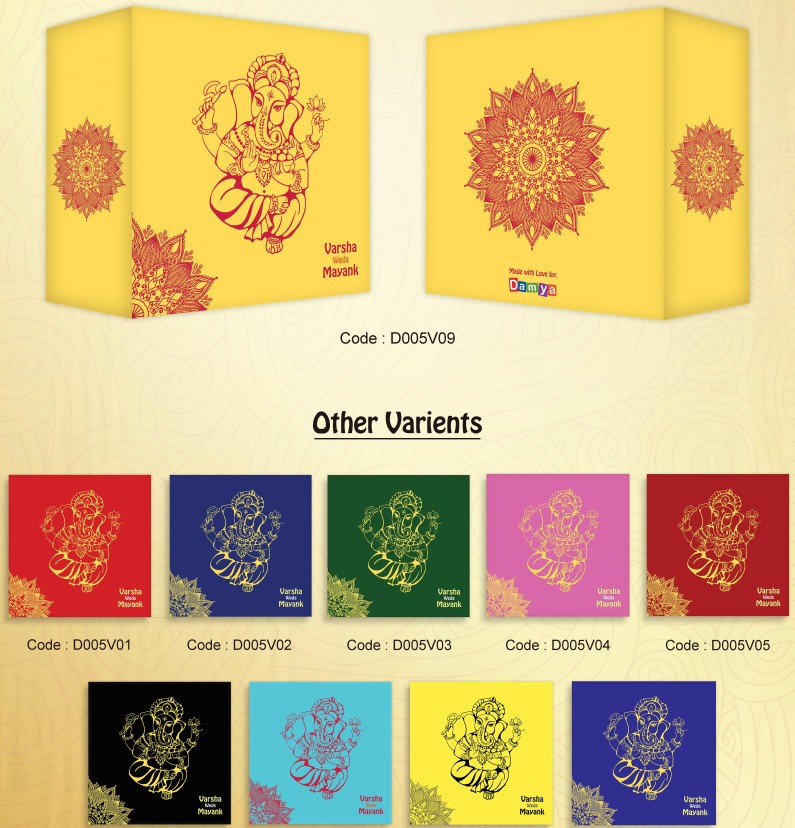 Varsha
Weds
Mayank
Made with Love by:
Damya
Code : D005V09
Other Varients
Varsha
Weds
Mayank
Varsha
Weds
Mayank
Varsha
Weds
Mayank
Varsha
Weds
Mayank
Varsha
Weds
Mayank
Code : D005V01
Code : D005V02
Code : D005V03
Code : D005V04
Code : D005V05
Varsha
Weds
Mayank
Varsha
Weds
Mayank
Varsha
Weds
Mayank
Varsha
Weds
Mayank